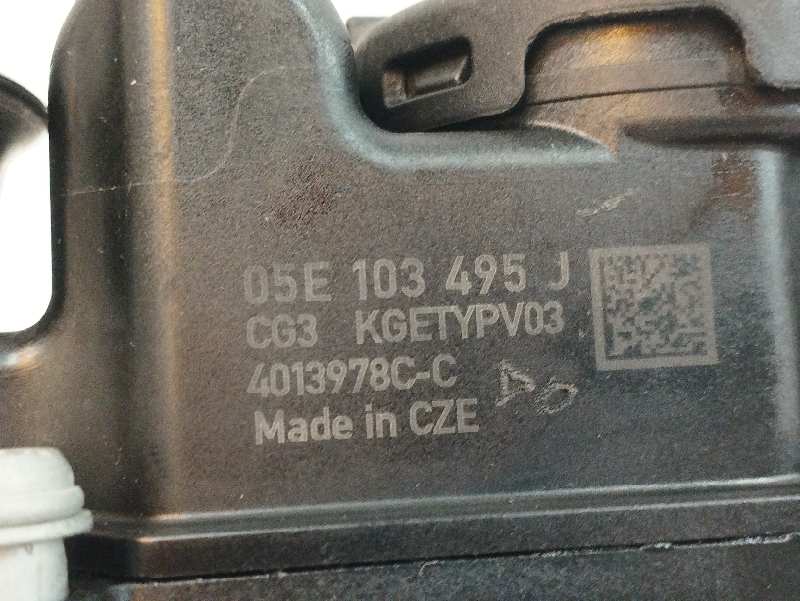 05E 103 495 J
CG3 KGETYPV03
4013978C-C
Made in CZE